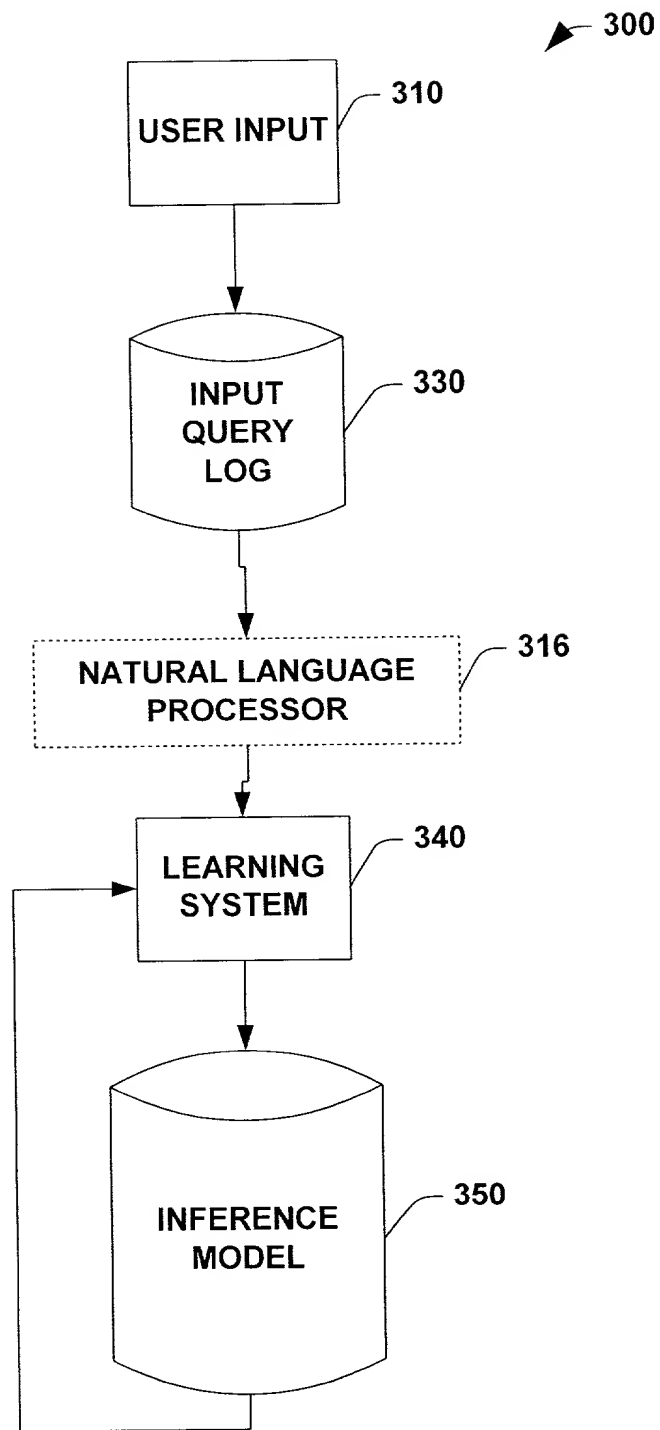 300
310
USER INPUT
330
INPUT
QUERY
LOG
316
NATURAL LANGUAGE
PROCESSOR
340
LEARNING
SYSTEM
350
INFERENCE
MODEL